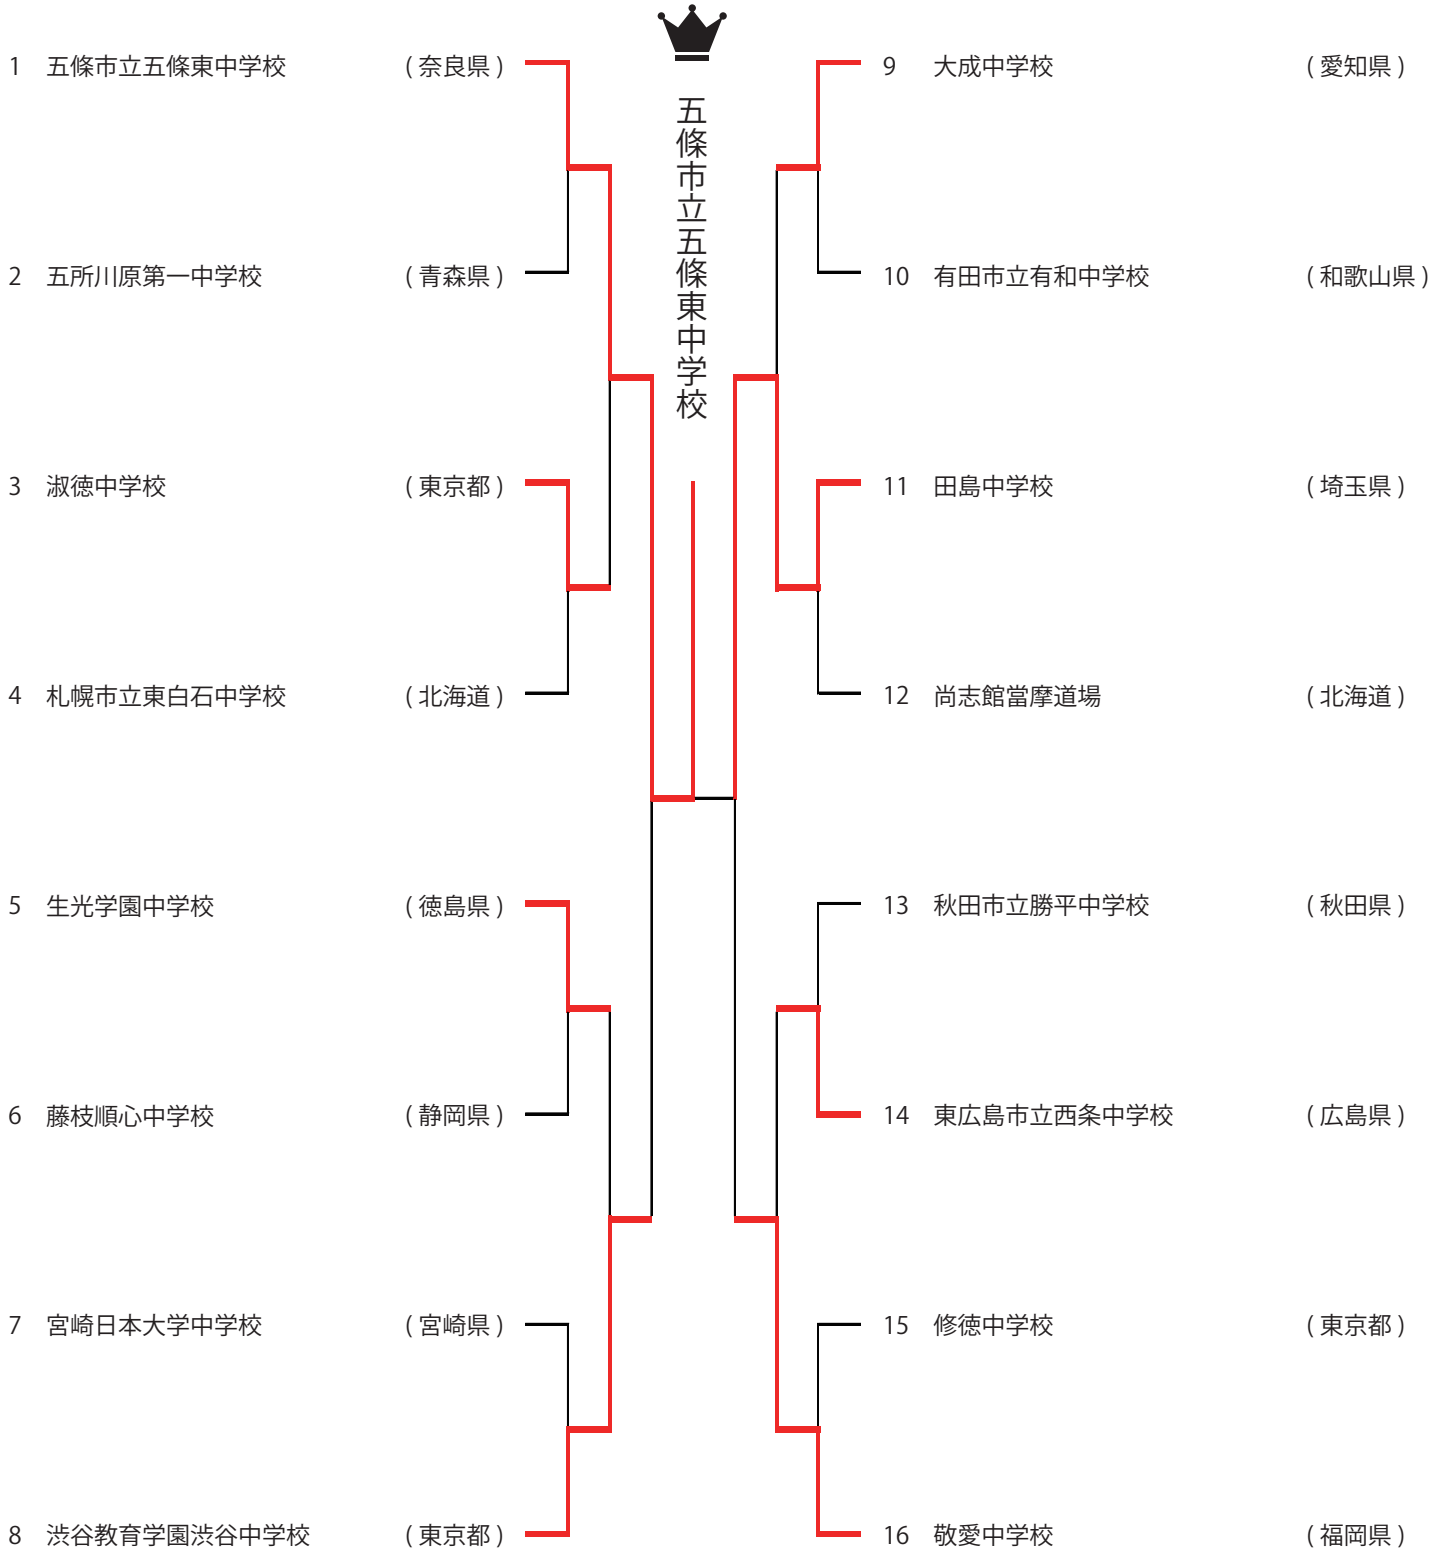 五條市立五條東中学校
1 五條市立五條東中学校 ( 奈良県 )
2 五所川原第一中学校 ( 青森県 )
3 淑徳中学校 ( 東京都 )
4 札幌市立東白石中学校 ( 北海道 )
5 生光学園中学校 ( 徳島県 )
6 藤枝順心中学校 ( 静岡県 )
7 宮崎日本大学中学校 ( 宮崎県 )
8 渋谷教育学園渋谷中学校 ( 東京都 )
9 大成中学校 ( 愛知県 )
10 有田市立有和中学校 ( 和歌山県 )
11 田島中学校 ( 埼玉県 )
12 尚志館當摩道場 ( 北海道 )
13 秋田市立勝平中学校 ( 秋田県 )
14 東広島市立西条中学校 ( 広島県 )
15 修徳中学校 ( 東京都 )
16 敬愛中学校 ( 福岡県 )